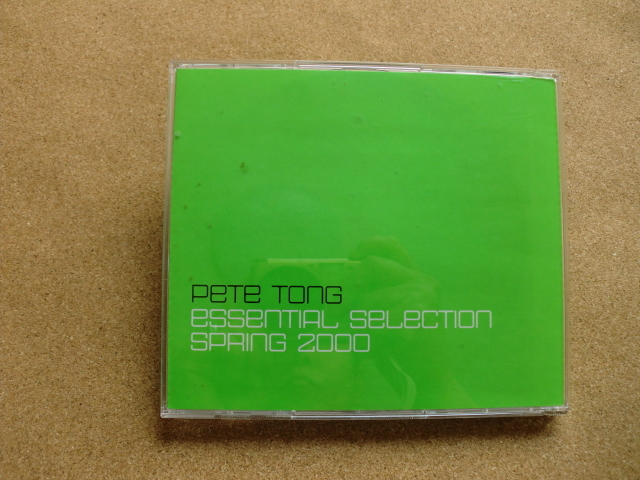 Pete Tong
Essential Selection
Spring 2000